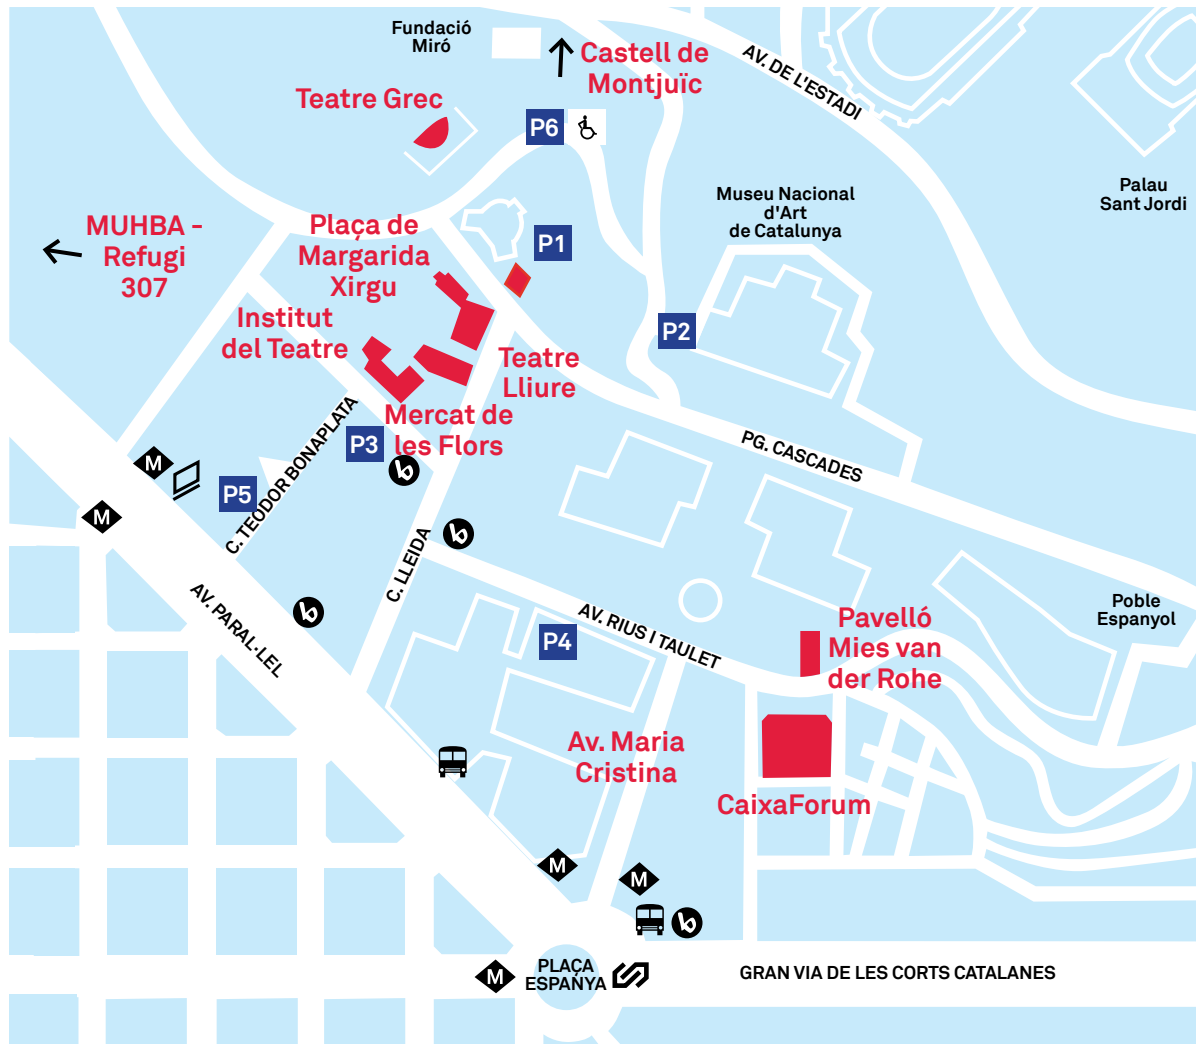 Fundació
Miró
Castell de
Montjuïc
AV. DE L'ESTADI
Teatre Grec
P6
Palau
Sant Jordi
Museu Nacional
d'Art
de Catalunya
MUHBA -
Refugi
307
Plaça de
Margarida
Xirgu
P1
Institut
del Teatre
P2
Teatre
Lliure
Mercat de
les Flors
P3
PG. CASCADES
M
P5
C. TEODOR BONAPLATA
M
b
b
C. LLEIDA
AV. PARAL·LEL
b
P4
AV. RIUS I TAULET
Poble
Espanyol
Pavelló
Mies van
der Rohe
Av. Maria
Cristina
CaixaForum
M
M
b
M
PLAÇA
ESPANYA
GRAN VIA DE LES CORTS CATALANES